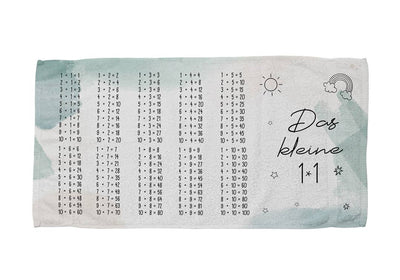 1 • 1 = 1
2 • 1 = 2
3 • 1 = 3
4 • 1 = 4
5 • 1 = 5
6 • 1 = 6
7 • 1 = 7
8 • 1 = 8
9 • 1 = 9
10 • 1 = 10
1 • 2 = 2
2 • 2 = 4
3 • 2 = 6
4 • 2 = 8
5 • 2 = 10
6 • 2 = 12
7 • 2 = 14
8 • 2 = 16
9 • 2 = 18
10 • 2 = 20
1 • 3 = 3
2 • 3 = 6
3 • 3 = 9
4 • 3 = 12
5 • 3 = 15
6 • 3 = 18
7 • 3 = 21
8 • 3 = 24
9 • 3 = 27
10 • 3 = 30
1 • 4 = 4
2 • 4 = 8
3 • 4 = 12
4 • 4 = 16
5 • 4 = 20
6 • 4 = 24
7 • 4 = 28
8 • 4 = 32
9 • 4 = 36
10 • 4 = 40
1 • 5 = 5
2 • 5 = 10
3 • 5 = 15
4 • 5 = 20
5 • 5 = 25
6 • 5 = 30
7 • 5 = 35
8 • 5 = 40
9 • 5 = 45
10 • 5 = 50
1 • 6 = 6
2 • 6 = 12
3 • 6 = 18
4 • 6 = 24
5 • 6 = 30
6 • 6 = 36
7 • 6 = 42
8 • 6 = 48
9 • 6 = 54
10 • 6 = 60
1 • 7 = 7
2 • 7 = 14
3 • 7 = 21
4 • 7 = 28
5 • 7 = 35
6 • 7 = 42
7 • 7 = 49
8 • 7 = 56
9 • 7 = 63
10 • 7 = 70
1 • 8 = 8
2 • 8 = 16
3 • 8 = 24
4 • 8 = 32
5 • 8 = 40
6 • 8 = 48
7 • 8 = 56
8 • 8 = 64
9 • 8 = 72
10 • 8 = 80
1 • 9 = 9
2 • 9 = 18
3 • 9 = 27
4 • 9 = 36
5 • 9 = 45
6 • 9 = 54
7 • 9 = 63
8 • 9 = 72
9 • 9 = 81
10 • 9 = 90
1 • 10 = 10
2 • 10 = 20
3 • 10 = 30
4 • 10 = 40
5 • 10 = 50
6 • 10 = 60
7 • 10 = 70
8 • 10 = 80
9 • 10 = 90
10 • 10 = 100
Das
kleine
1•1